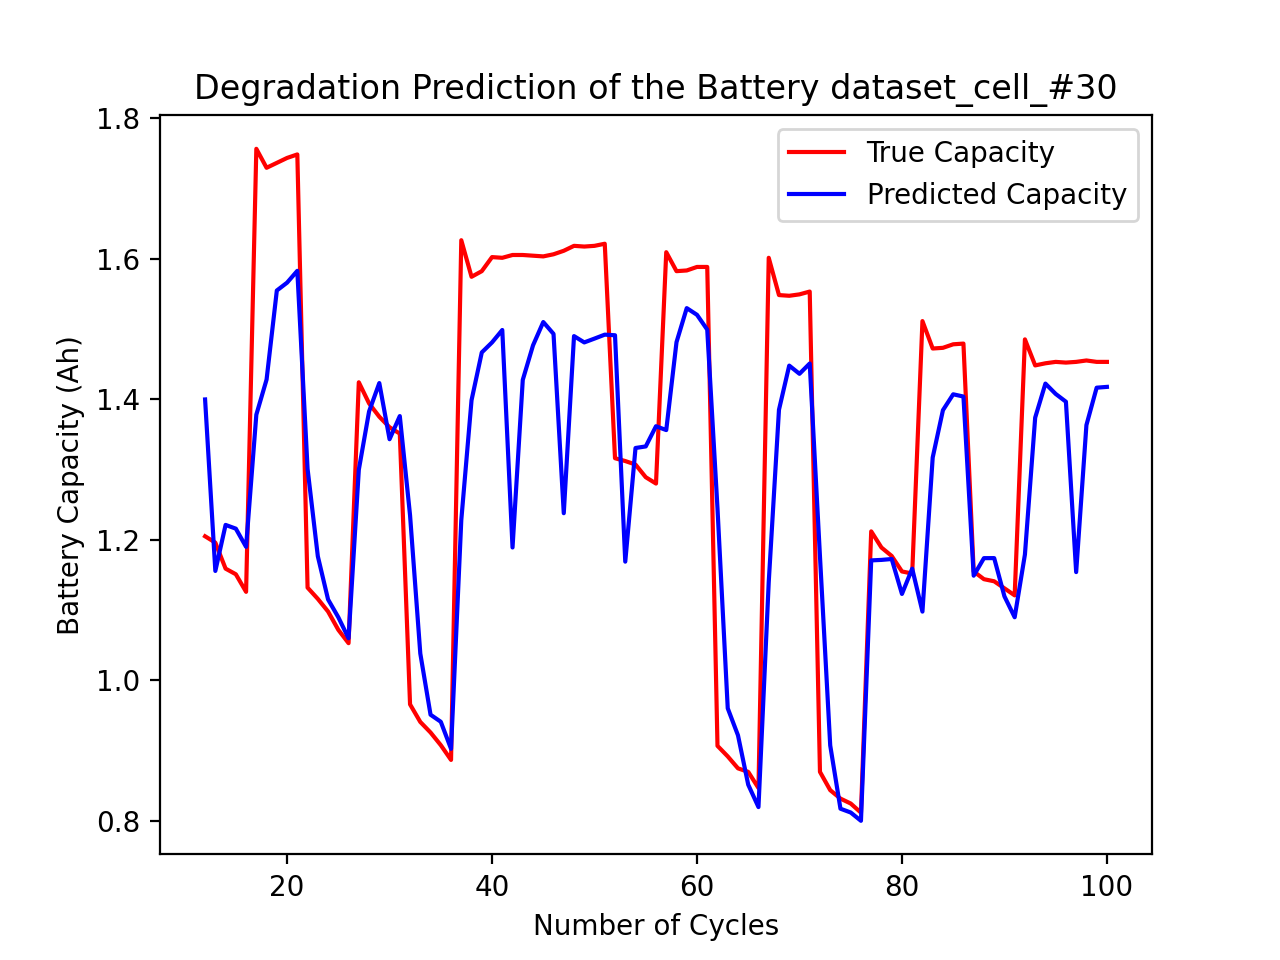 Degradation Prediction of the Battery dataset_cell_#30
True Capacity
Predicted Capacity
Battery Capacity (Ah)
1.8
1.6
1.4
1.2
1.0
0.8
20 40 60 80 100
Number of Cycles